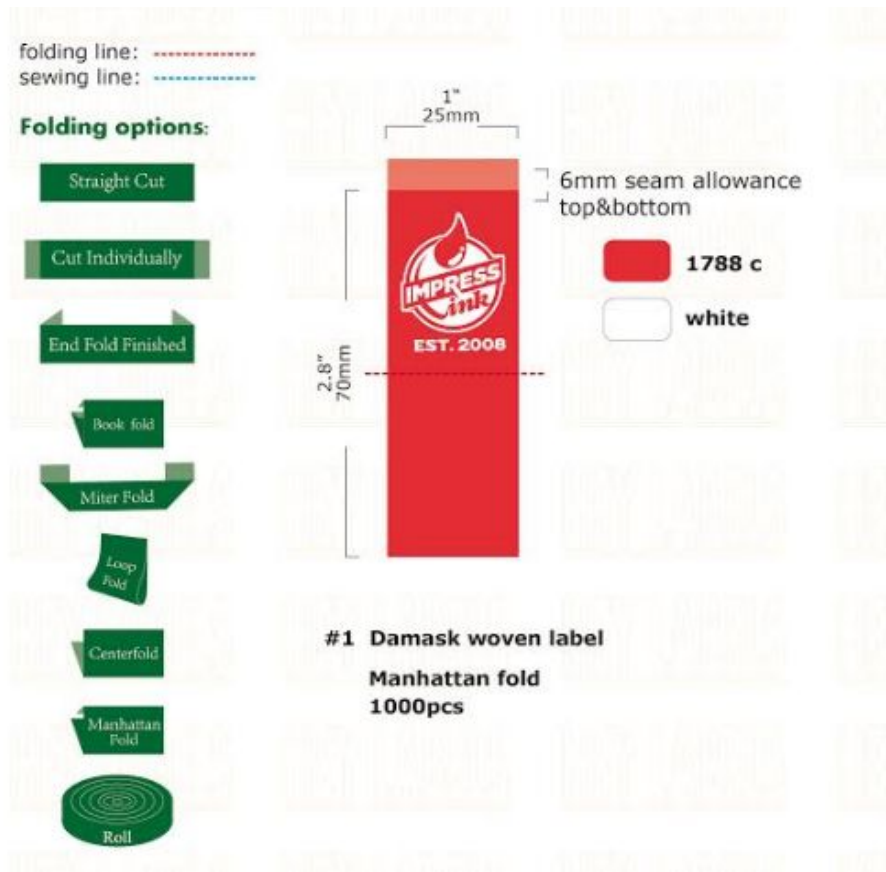 folding line:
sewing line:
Folding options:
Straight Cut
Cut Individually
End Fold Finished
Book fold
Miter Fold
Loop
Fold
Centerfold
Manhattan
Fold
Roll
1"
25mm
6mm seam allowance
top&bottom
1788 c
white
IMPRESS
ink
EST. 2008
2.8"
70mm
#1 Damask woven label
Manhattan fold
1000pcs